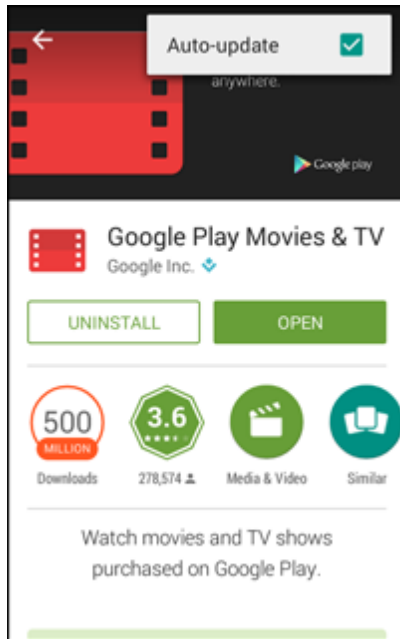 Auto-update
anywhere.
Google play
Google Play Movies & TV
Google Inc.
UNINSTALL
OPEN
500
MILLION
3.6
Downloads
278,574
Media & Video
Similar
Watch movies and TV shows
purchased on Google Play.